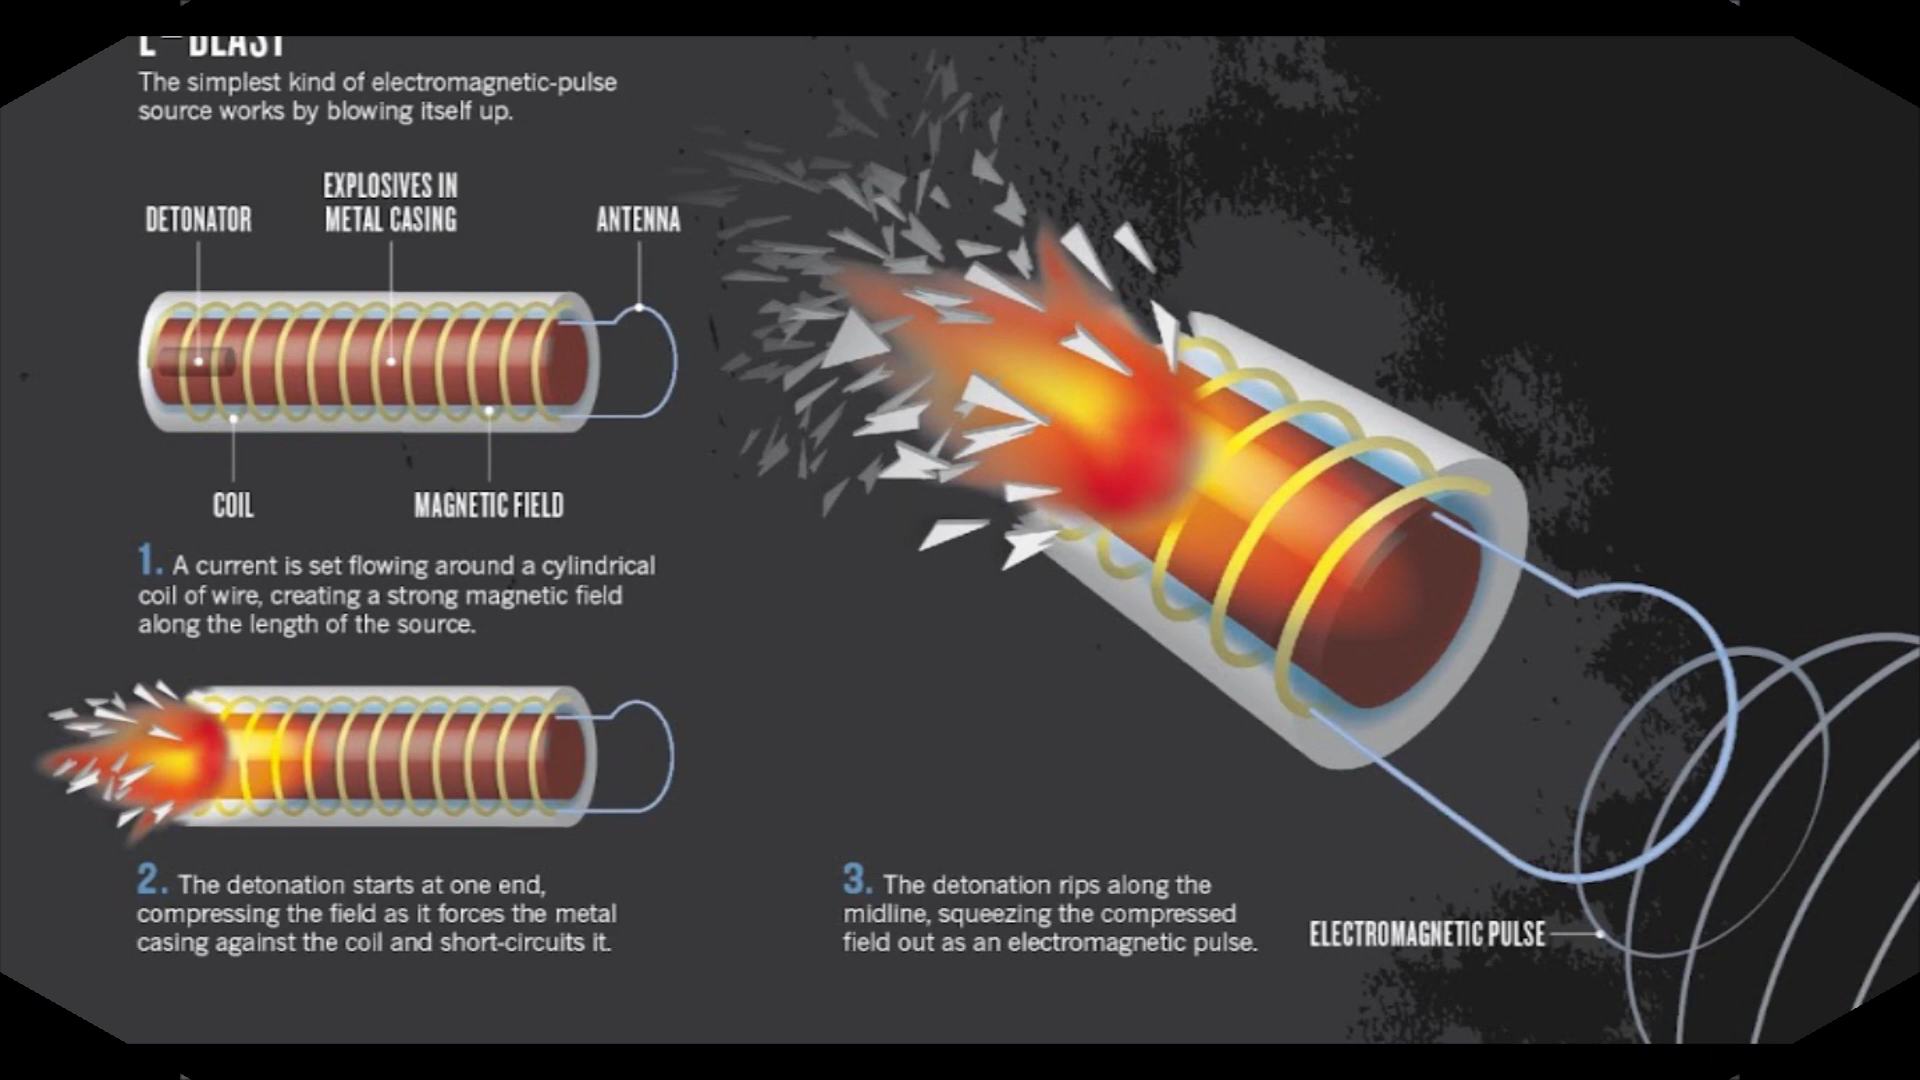 E-BLAST
The simplest kind of electromagnetic-pulse
source works by blowing itself up.
DETONATOR
EXPLOSIVES IN
METAL CASING
ANTENNA
COIL
MAGNETIC FIELD
1. A current is set flowing around a cylindrical
coil of wire, creating a strong magnetic field
along the length of the source.
2. The detonation starts at one end,
compressing the field as it forces the metal
casing against the coil and short-circuits it.
3. The detonation rips along the
midline, squeezing the compressed
field out as an electromagnetic pulse.
ELECTROMAGNETIC PULSE